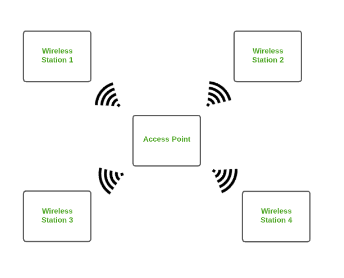 Wireless
Station 1
Wireless
Station 2
Access Point
Wireless
Station 3
Wireless
Station 4